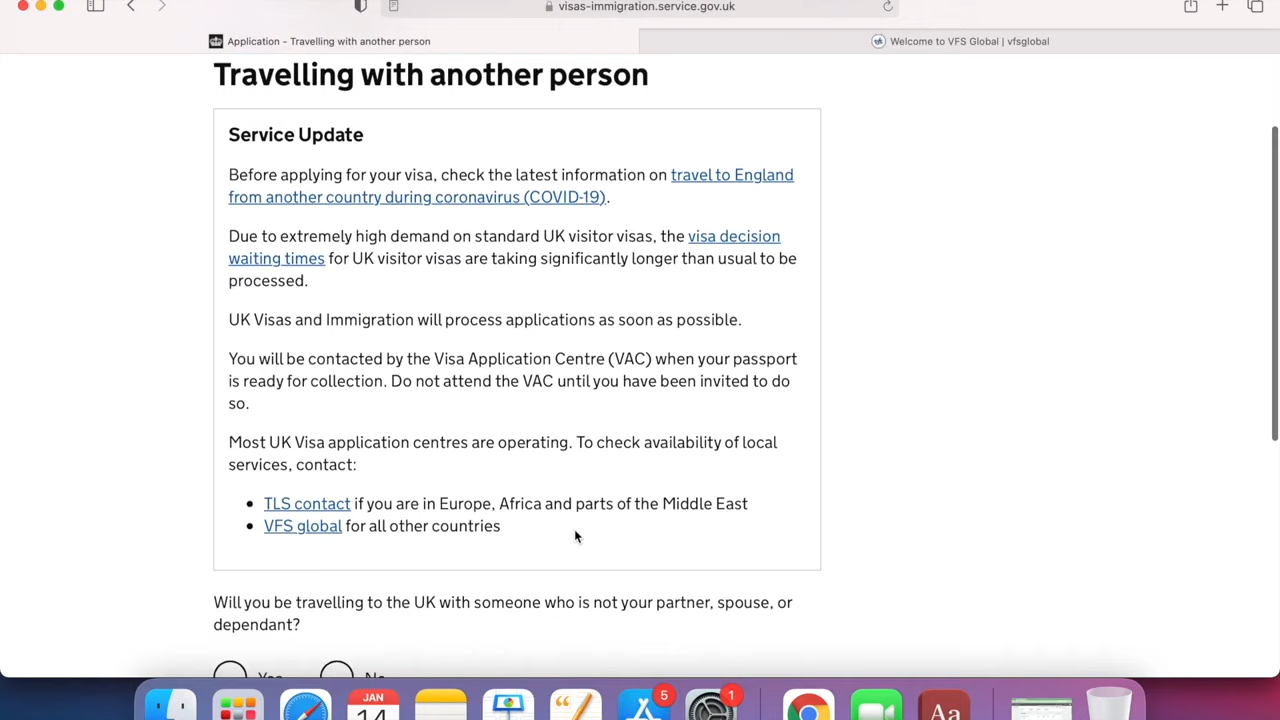 visas-immigration.service.gov.uk
Application - Travelling with another person
Welcome to VFS Global | vfsglobal
Travelling with another person
Service Update
Before applying for your visa, check the latest information on travel to England
from another country during coronavirus (COVID-19).
Due to extremely high demand on standard UK visitor visas, the visa decision
waiting times for UK visitor visas are taking significantly longer than usual to be
processed.
UK Visas and Immigration will process applications as soon as possible.
You will be contacted by the Visa Application Centre (VAC) when your passport
is ready for collection. Do not attend the VAC until you have been invited to do
so.
Most UK Visa application centres are operating. To check availability of local
services, contact:
• TLS contact if you are in Europe, Africa and parts of the Middle East
• VFS global for all other countries
Will you be travelling to the UK with someone who is not your partner, spouse, or
dependant?
Yes No
JAN
14
5
1
Aa